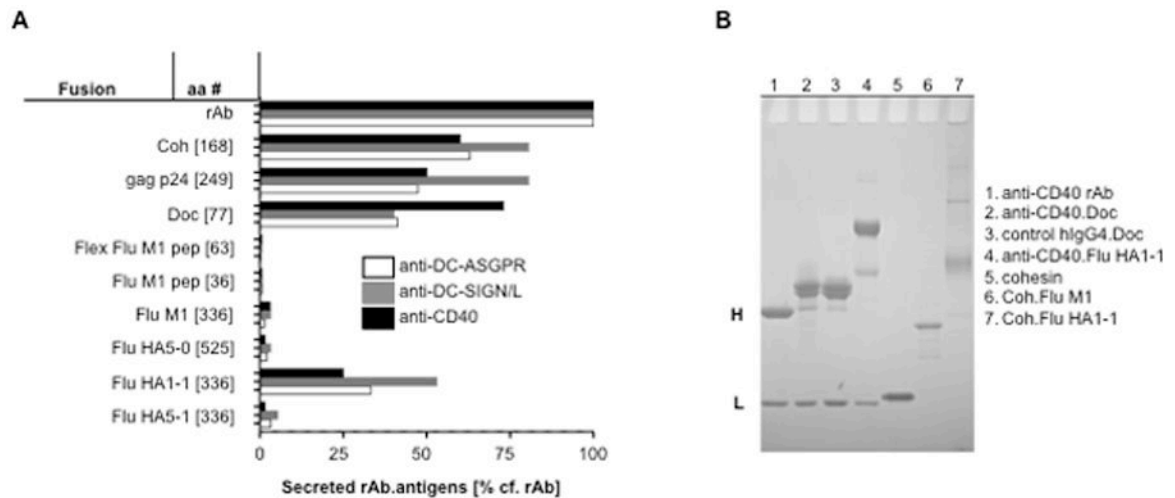 A
Fusion aa #
rAb
Coh [168]
gag p24 [249]
Doc [77]
Flex Flu M1 pep [63]
Flu M1 pep [36]
Flu M1 [336]
Flu HA5-0 [525]
Flu HA1-1 [336]
Flu HA5-1 [336]
anti-DC-ASGPR
anti-DC-SIGN/L
anti-CD40
0 25 50 75 100
Secreted rAb.antigens [% cf. rAb]
B
1 2 3 4 5 6 7
H
L
1. anti-CD40 rAb
2. anti-CD40.Doc
3. control hIgG4.Doc
4. anti-CD40.Flu HA1-1
5. cohesin
6. Coh.Flu M1
7. Coh.Flu HA1-1